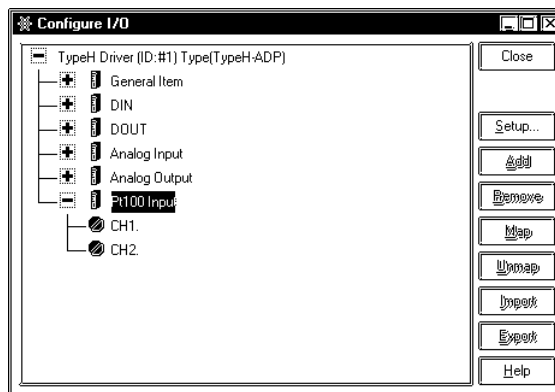 Configure I/O
TypeH Driver (ID:#1) Type(TypeH-ADP)
General Item
DIN
DOUT
Analog Input
Analog Output
Pt100 Input
CH1.
CH2.
Close
Setup...
Add
Remove
Map
Unmap
Import
Export
Help